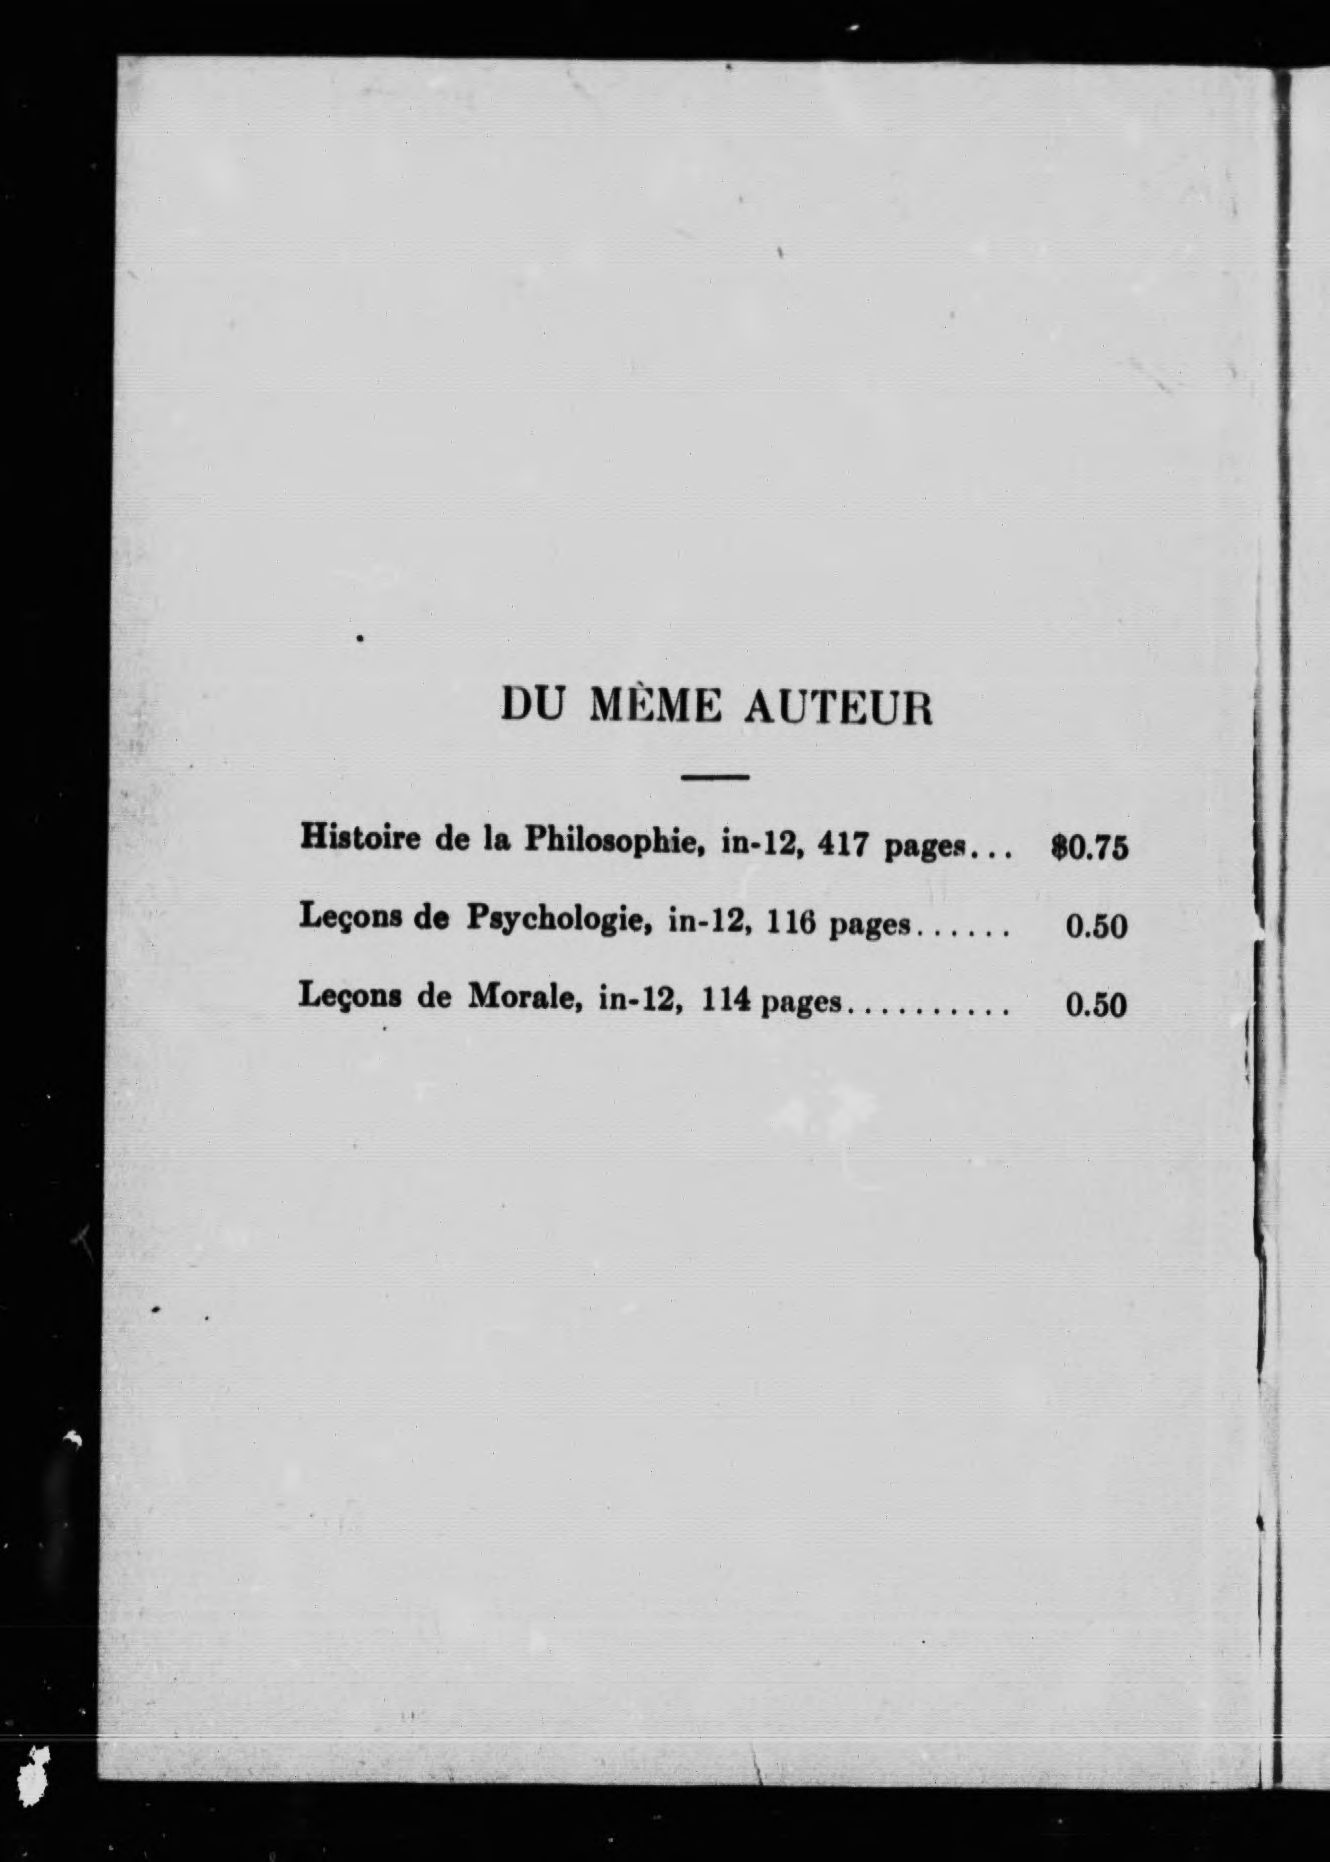 DU MÊME AUTEUR
Histoire de la Philosophie, in-12, 417 pages... $0.75
Leçons de Psychologie, in-12, 116 pages...... 0.50
Leçons de Morale, in-12, 114 pages.......... 0.50